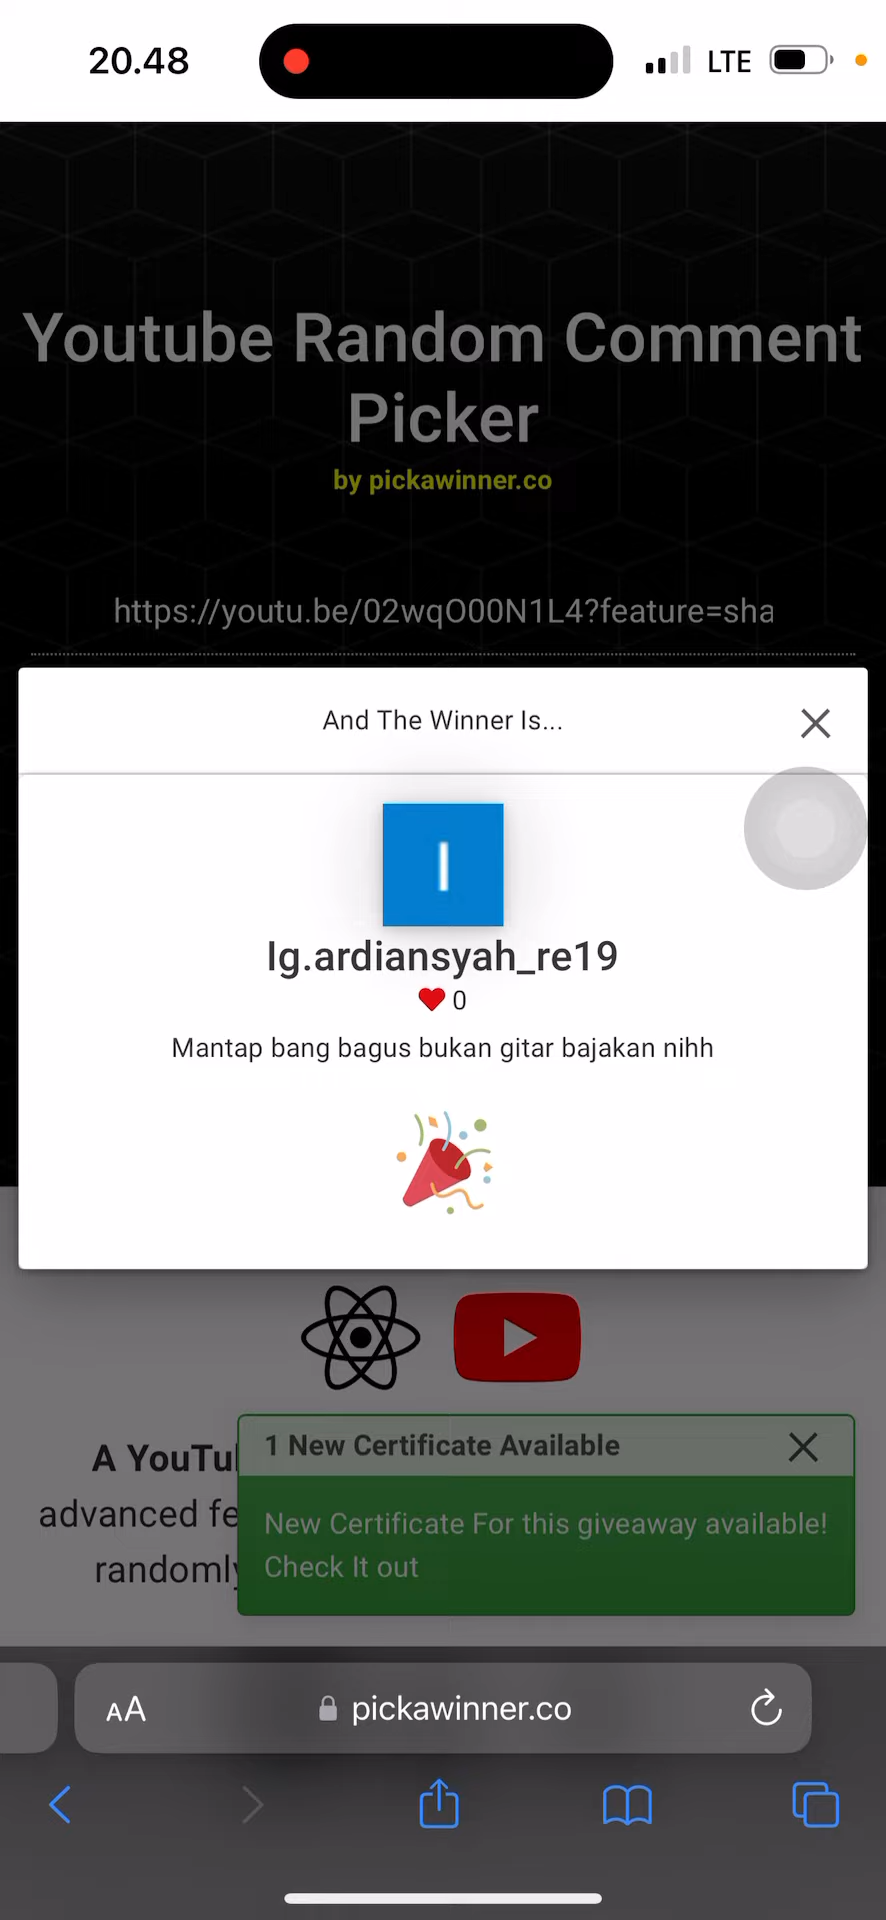 20.48
LTE
Youtube Random Comment
Picker
by pickawinner.co
https://youtu.be/02wqO00N1L4?feature=sha
And The Winner Is...
I
Ig.ardiansyah_re19
0
Mantap bang bagus bukan gitar bajakan nihh
1 New Certificate Available
A YouTu
advanced fe
randomly
New Certificate For this giveaway available!
Check It out
AA
pickawinner.co